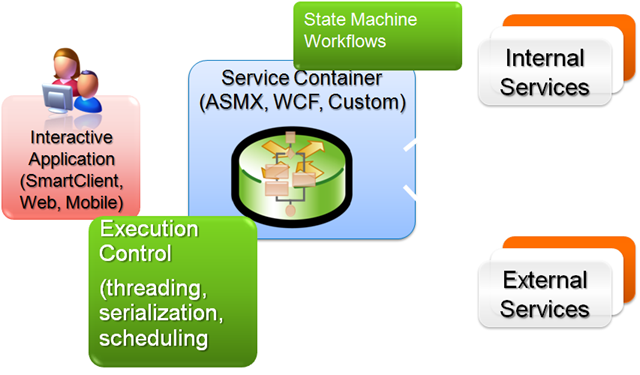 State Machine
Workflows
Internal
Services
Service Container
(ASMX, WCF, Custom)
Interactive
Application
(SmartClient,
Web, Mobile)
Execution
Control
(threading,
serialization,
scheduling
External
Services